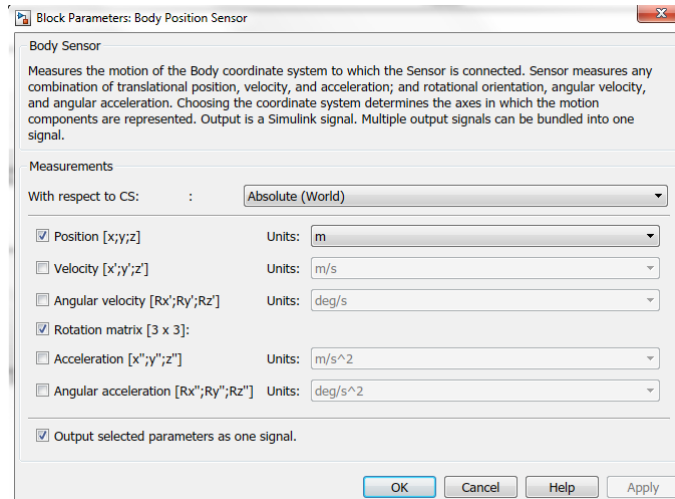 Block Parameters: Body Position Sensor
Body Sensor
Measures the motion of the Body coordinate system to which the Sensor is connected. Sensor measures any
combination of translational position, velocity, and acceleration; and rotational orientation, angular velocity,
and angular acceleration. Choosing the coordinate system determines the axes in which the motion
components are represented. Output is a Simulink signal. Multiple output signals can be bundled into one
signal.
Measurements
With respect to CS: : Absolute (World)
Position [x;y;z] Units: m
Velocity [x';y';z'] Units: m/s
Angular velocity [Rx';Ry';Rz'] Units: deg/s
Rotation matrix [3 x 3]:
Acceleration [x";y";z"] Units: m/s^2
Angular acceleration [Rx";Ry";Rz"] Units: deg/s^2
Output selected parameters as one signal.
OK Cancel Help Apply